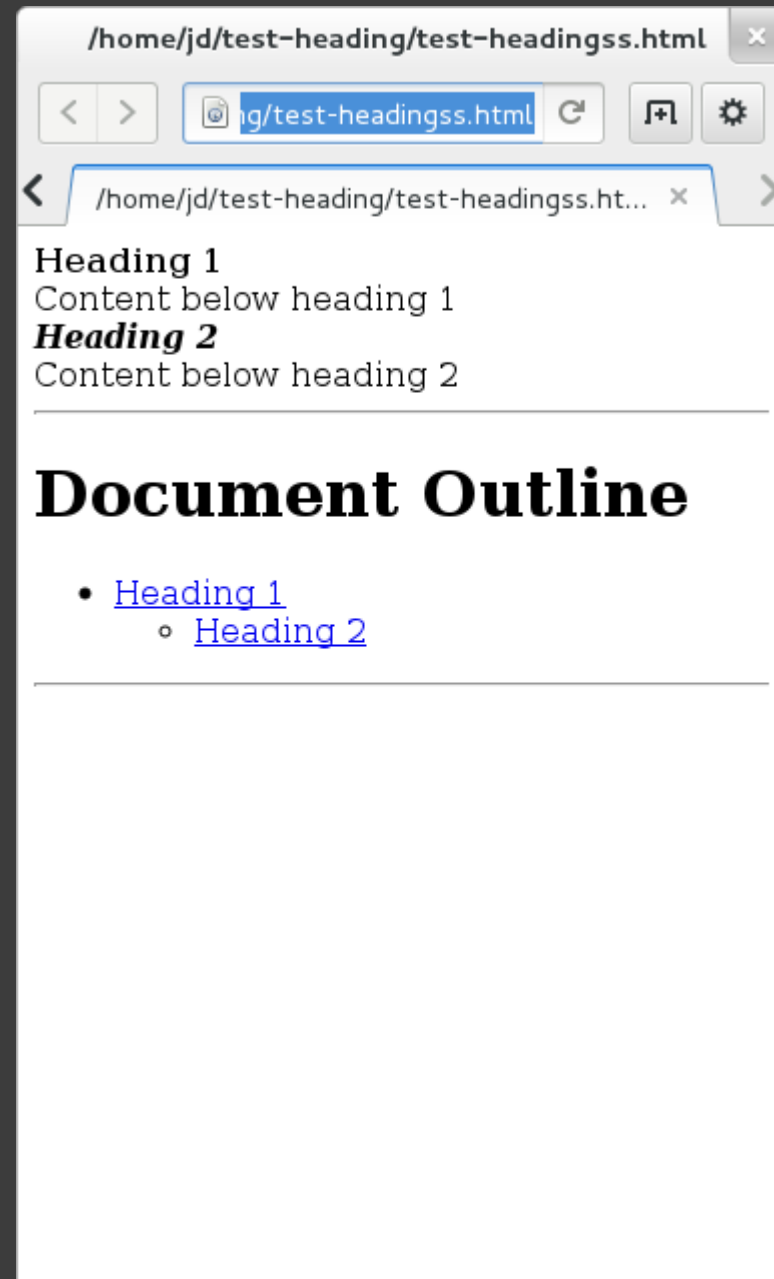 /home/jd/test-heading/test-headingss.html
ng/test-headingss.html
/home/jd/test-heading/test-headingss.ht...
Heading 1
Content below heading 1
Heading 2
Content below heading 2
Document Outline
Heading 1
Heading 2